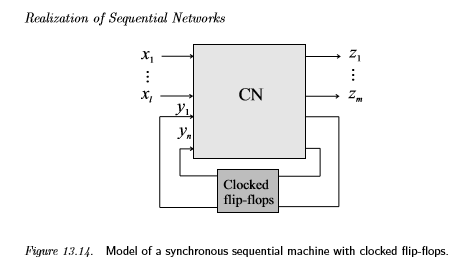 Realization of Sequential Networks
x1 z1
⋮ ⋮
xl CN zm
y1
yn
Clocked
flip-flops
Figure 13.14. Model of a synchronous sequential machine with clocked flip-flops.